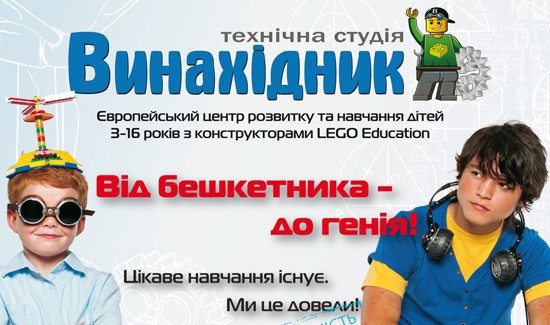 технічна студія
Винахідник
Європейський центр розвитку та навчання дітей
3-16 років з конструкторами LEGO Education
Від бешкетника -
до генія!
Цікаве навчання існує.
Ми це довели!